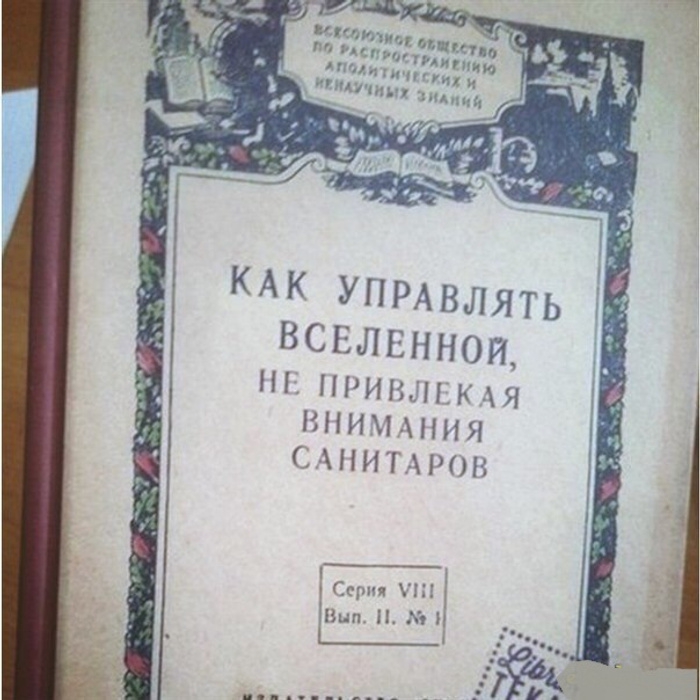 ВСЕСОЮЗНОЕ ОБЩЕСТВО
ПО РАСПРОСТРАНЕНИЮ
АПОЛИТИЧЕСКИХ И
НЕНАУЧНЫХ ЗНАНИЙ
КАК УПРАВЛЯТЬ
ВСЕЛЕННОЙ,
НЕ ПРИВЛЕКАЯ
ВНИМАНИЯ
САНИТАРОВ
Серия VIII
Вып. II. № 1